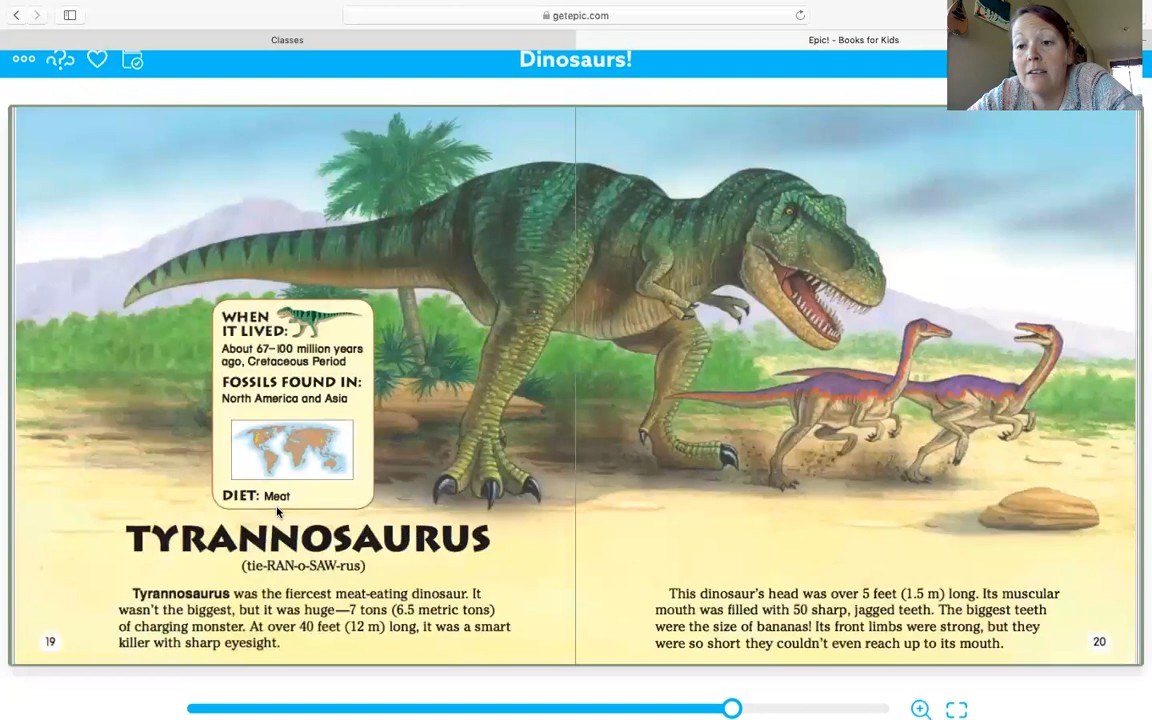 getepic.com
Classes
Epic! - Books for Kids
Dinosaurs!
WHEN
IT LIVED:
About 67–100 million years
ago, Cretaceous Period
FOSSILS FOUND IN:
North America and Asia
DIET: Meat
TYRANNOSAURUS
(tie-RAN-o-SAW-rus)
Tyrannosaurus was the fiercest meat-eating dinosaur. It
wasn't the biggest, but it was huge—7 tons (6.5 metric tons)
of charging monster. At over 40 feet (12 m) long, it was a smart
killer with sharp eyesight.
19
This dinosaur's head was over 5 feet (1.5 m) long. Its muscular
mouth was filled with 50 sharp, jagged teeth. The biggest teeth
were the size of bananas! Its front limbs were strong, but they
were so short they couldn't even reach up to its mouth.
20